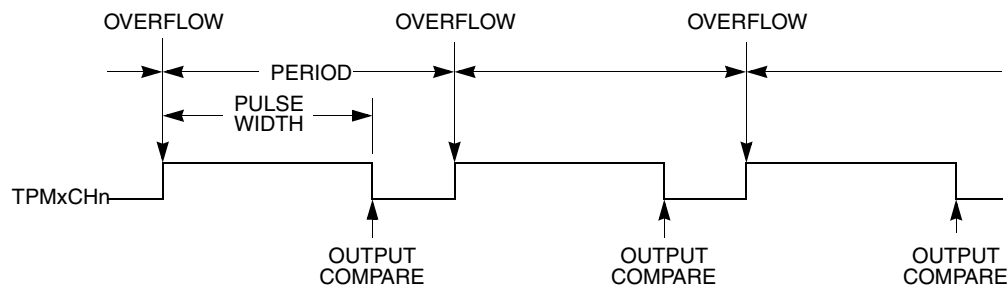 OVERFLOW OVERFLOW OVERFLOW
PERIOD
PULSE
WIDTH
TPMxCHn
OUTPUT
COMPARE
OUTPUT
COMPARE
OUTPUT
COMPARE